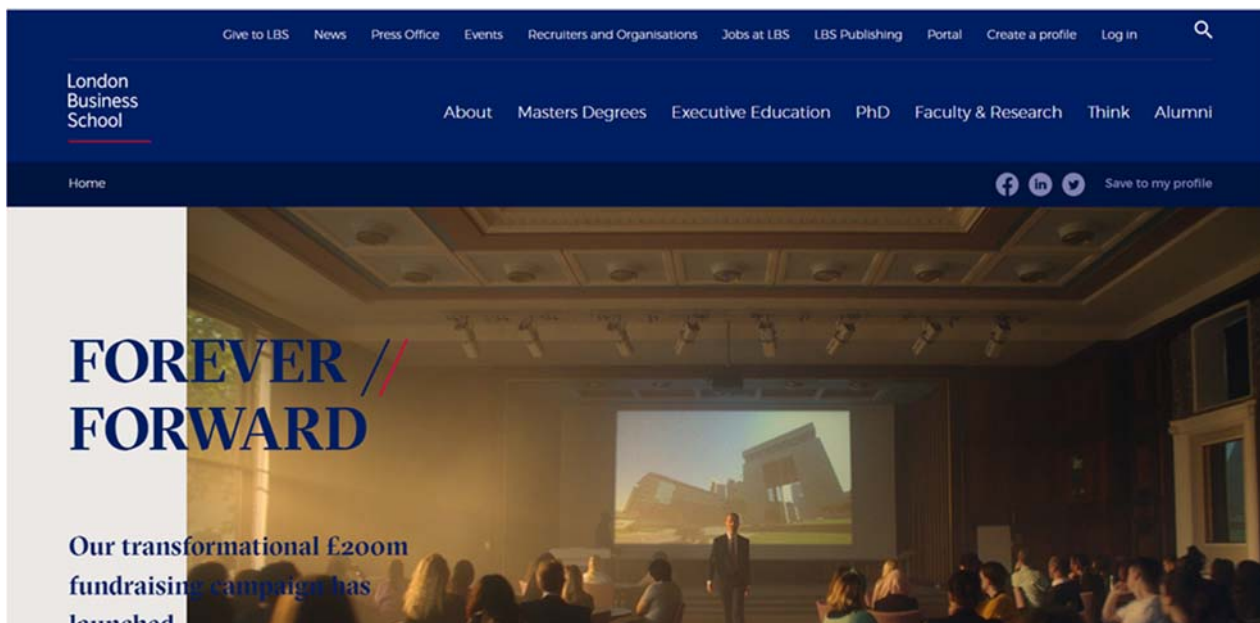 Give to LBS News Press Office Events Recruiters and Organisations Jobs at LBS LBS Publishing Portal Create a profile Log in
London
Business
School
About Masters Degrees Executive Education PhD Faculty & Research Think Alumni
Home
Save to my profile
FOREVER //
FORWARD
Our transformational £200m
fundraising campaign has
launched